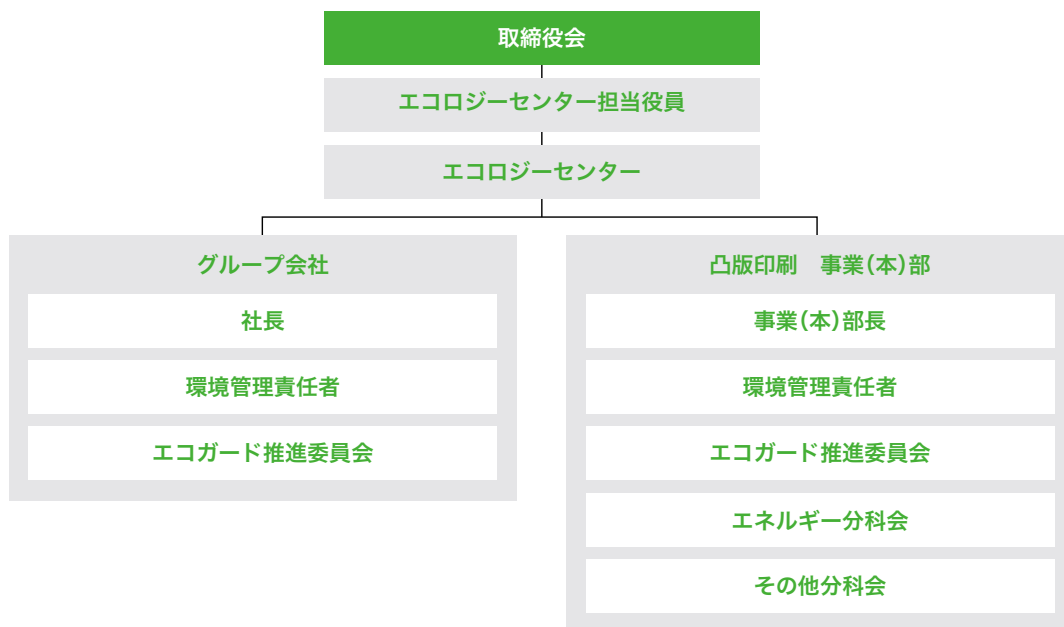 取締役会
エコロジーセンター担当役員
エコロジーセンター
グループ会社
社長
環境管理責任者
エコガード推進委員会
凸版印刷　事業(本)部
事業(本)部長
環境管理責任者
エコガード推進委員会
エネルギー分科会
その他分科会